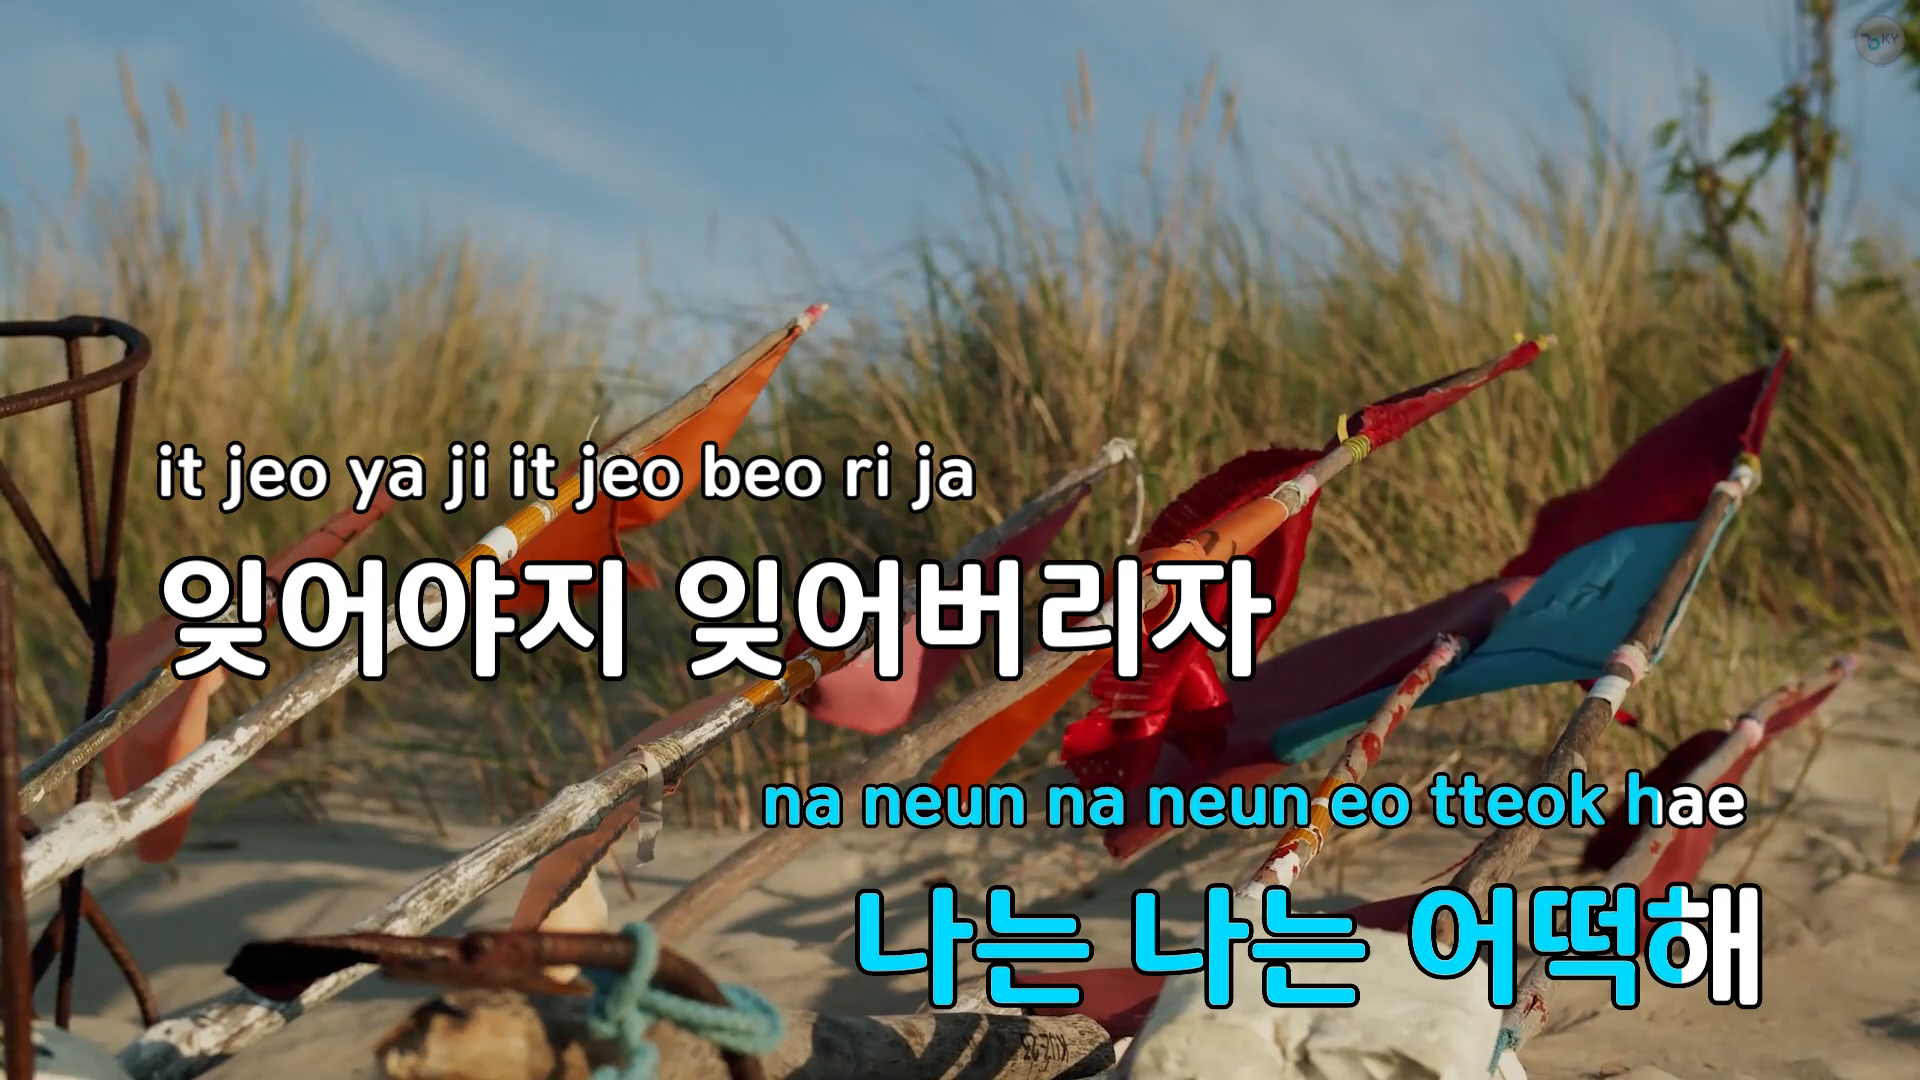 KY
it jeo ya ji it jeo beo ri ja
잊어야지 잊어버리자
na neun na neun eo tteok hae
나는 나는 어떡해